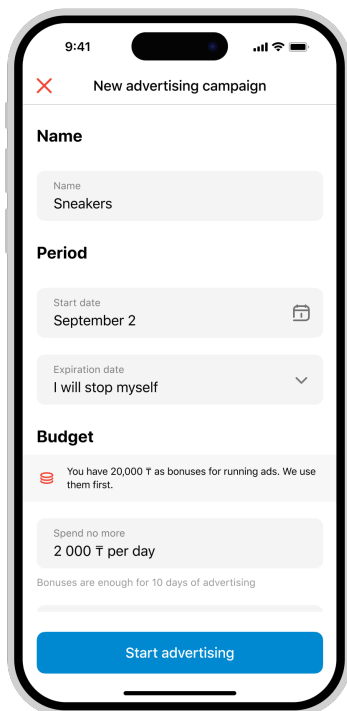 9:41
New advertising campaign
Name
Name
Sneakers
Period
Start date
September 2
Expiration date
I will stop myself
Budget
You have 20,000 ₸ as bonuses for running ads. We use
them first.
Spend no more
2 000 ₸ per day
Bonuses are enough for 10 days of advertising
Start advertising